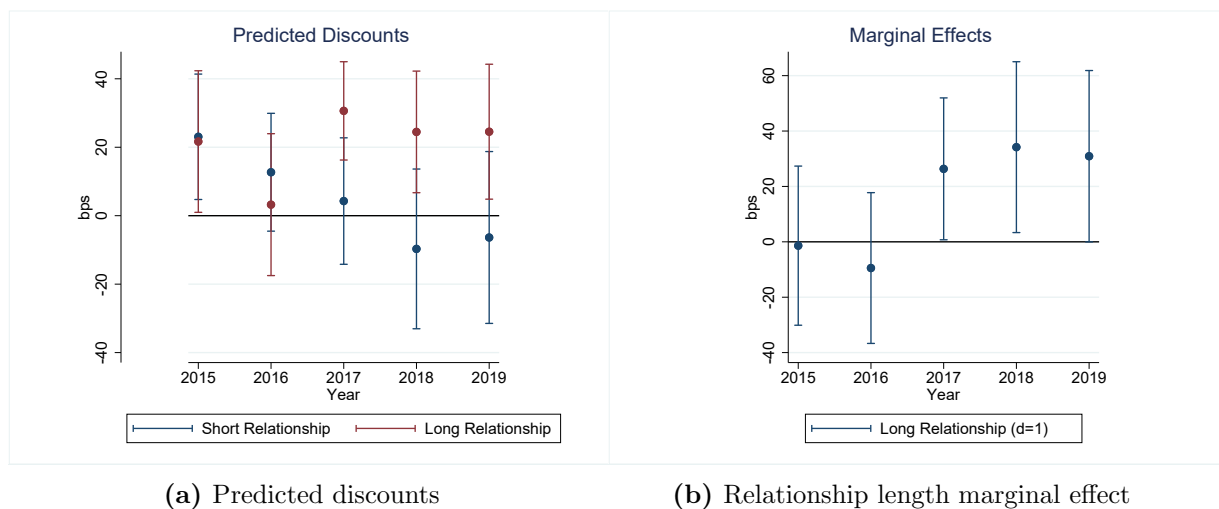 Predicted Discounts
40
20
0
-20
-40
bps
2015 2016 2017 2018 2019
Year
Short Relationship Long Relationship
(a) Predicted discounts
Marginal Effects
60
40
20
0
-20
-40
bps
2015 2016 2017 2018 2019
Year
Long Relationship (d=1)
(b) Relationship length marginal effect